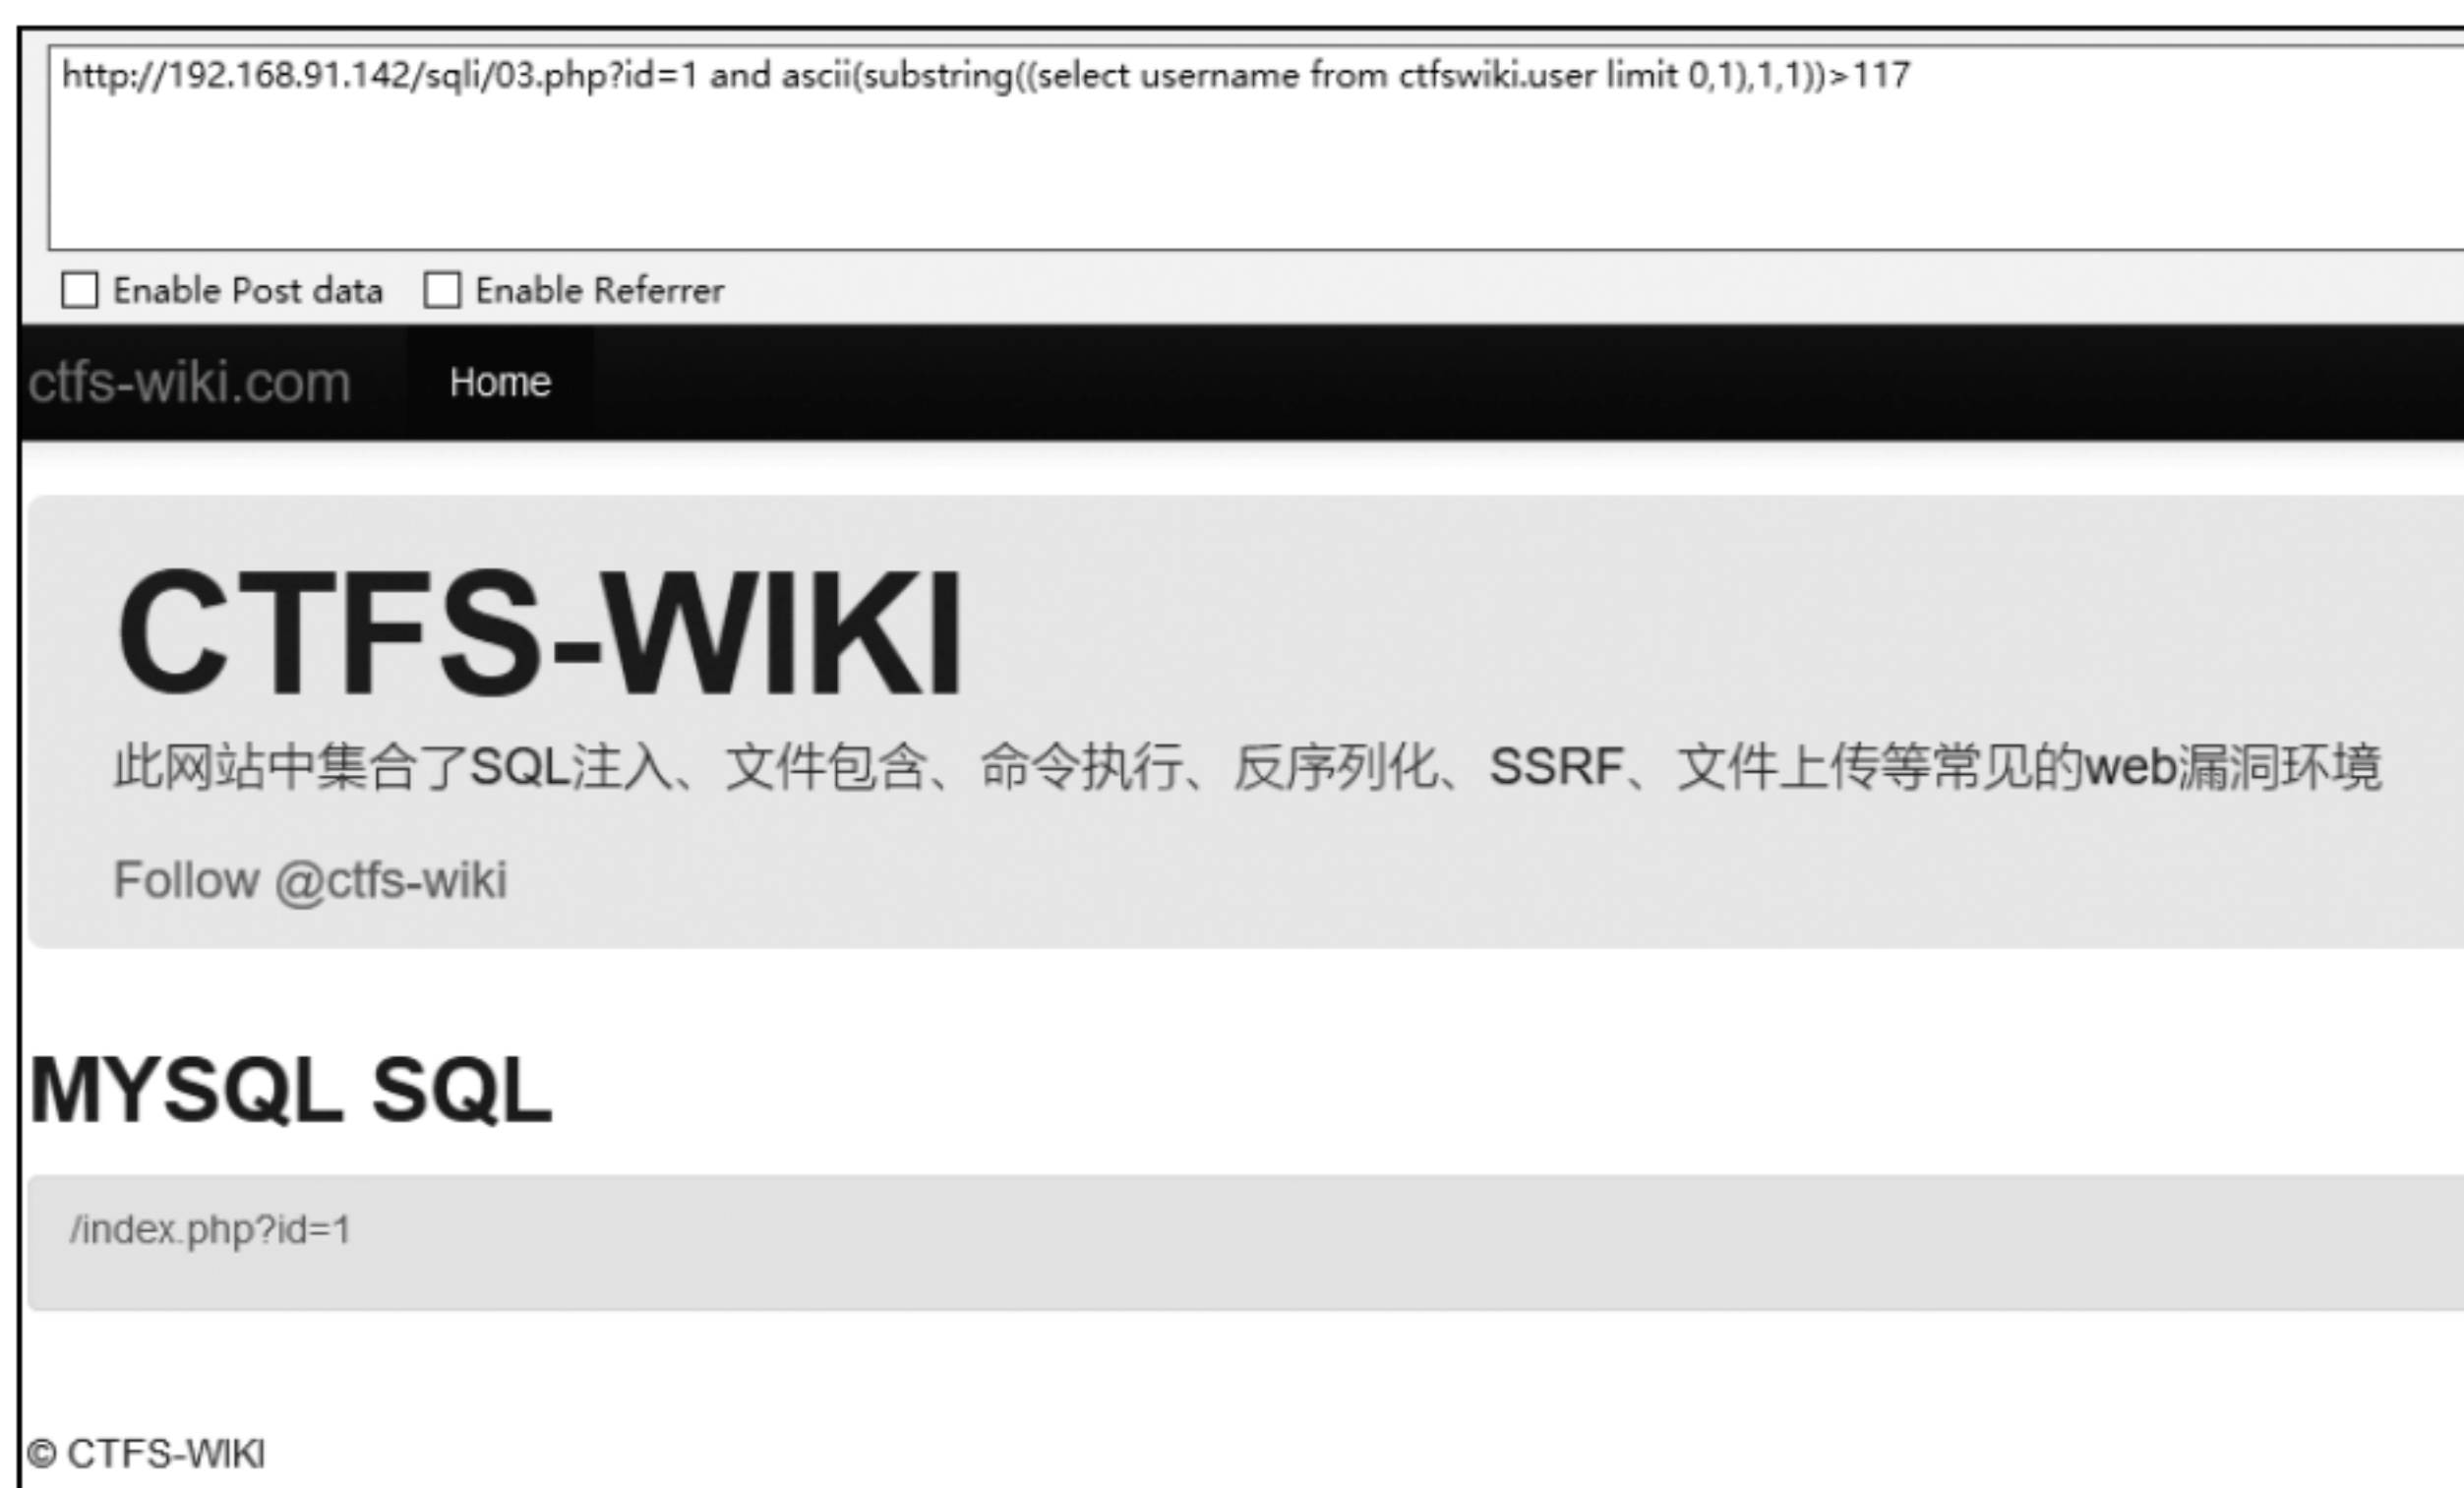 http://192.168.91.142/sqli/03.php?id=1 and ascii(substring((select username from ctfswiki.user limit 0,1),1,1))>117
Enable Post data Enable Referrer
ctfs-wiki.com Home
CTFS-WIKI
此网站中集合了SQL注入、文件包含、命令执行、反序列化、SSRF、文件上传等常见的web漏洞环境
Follow @ctfs-wiki
MYSQL SQL
/index.php?id=1
© CTFS-WIKI